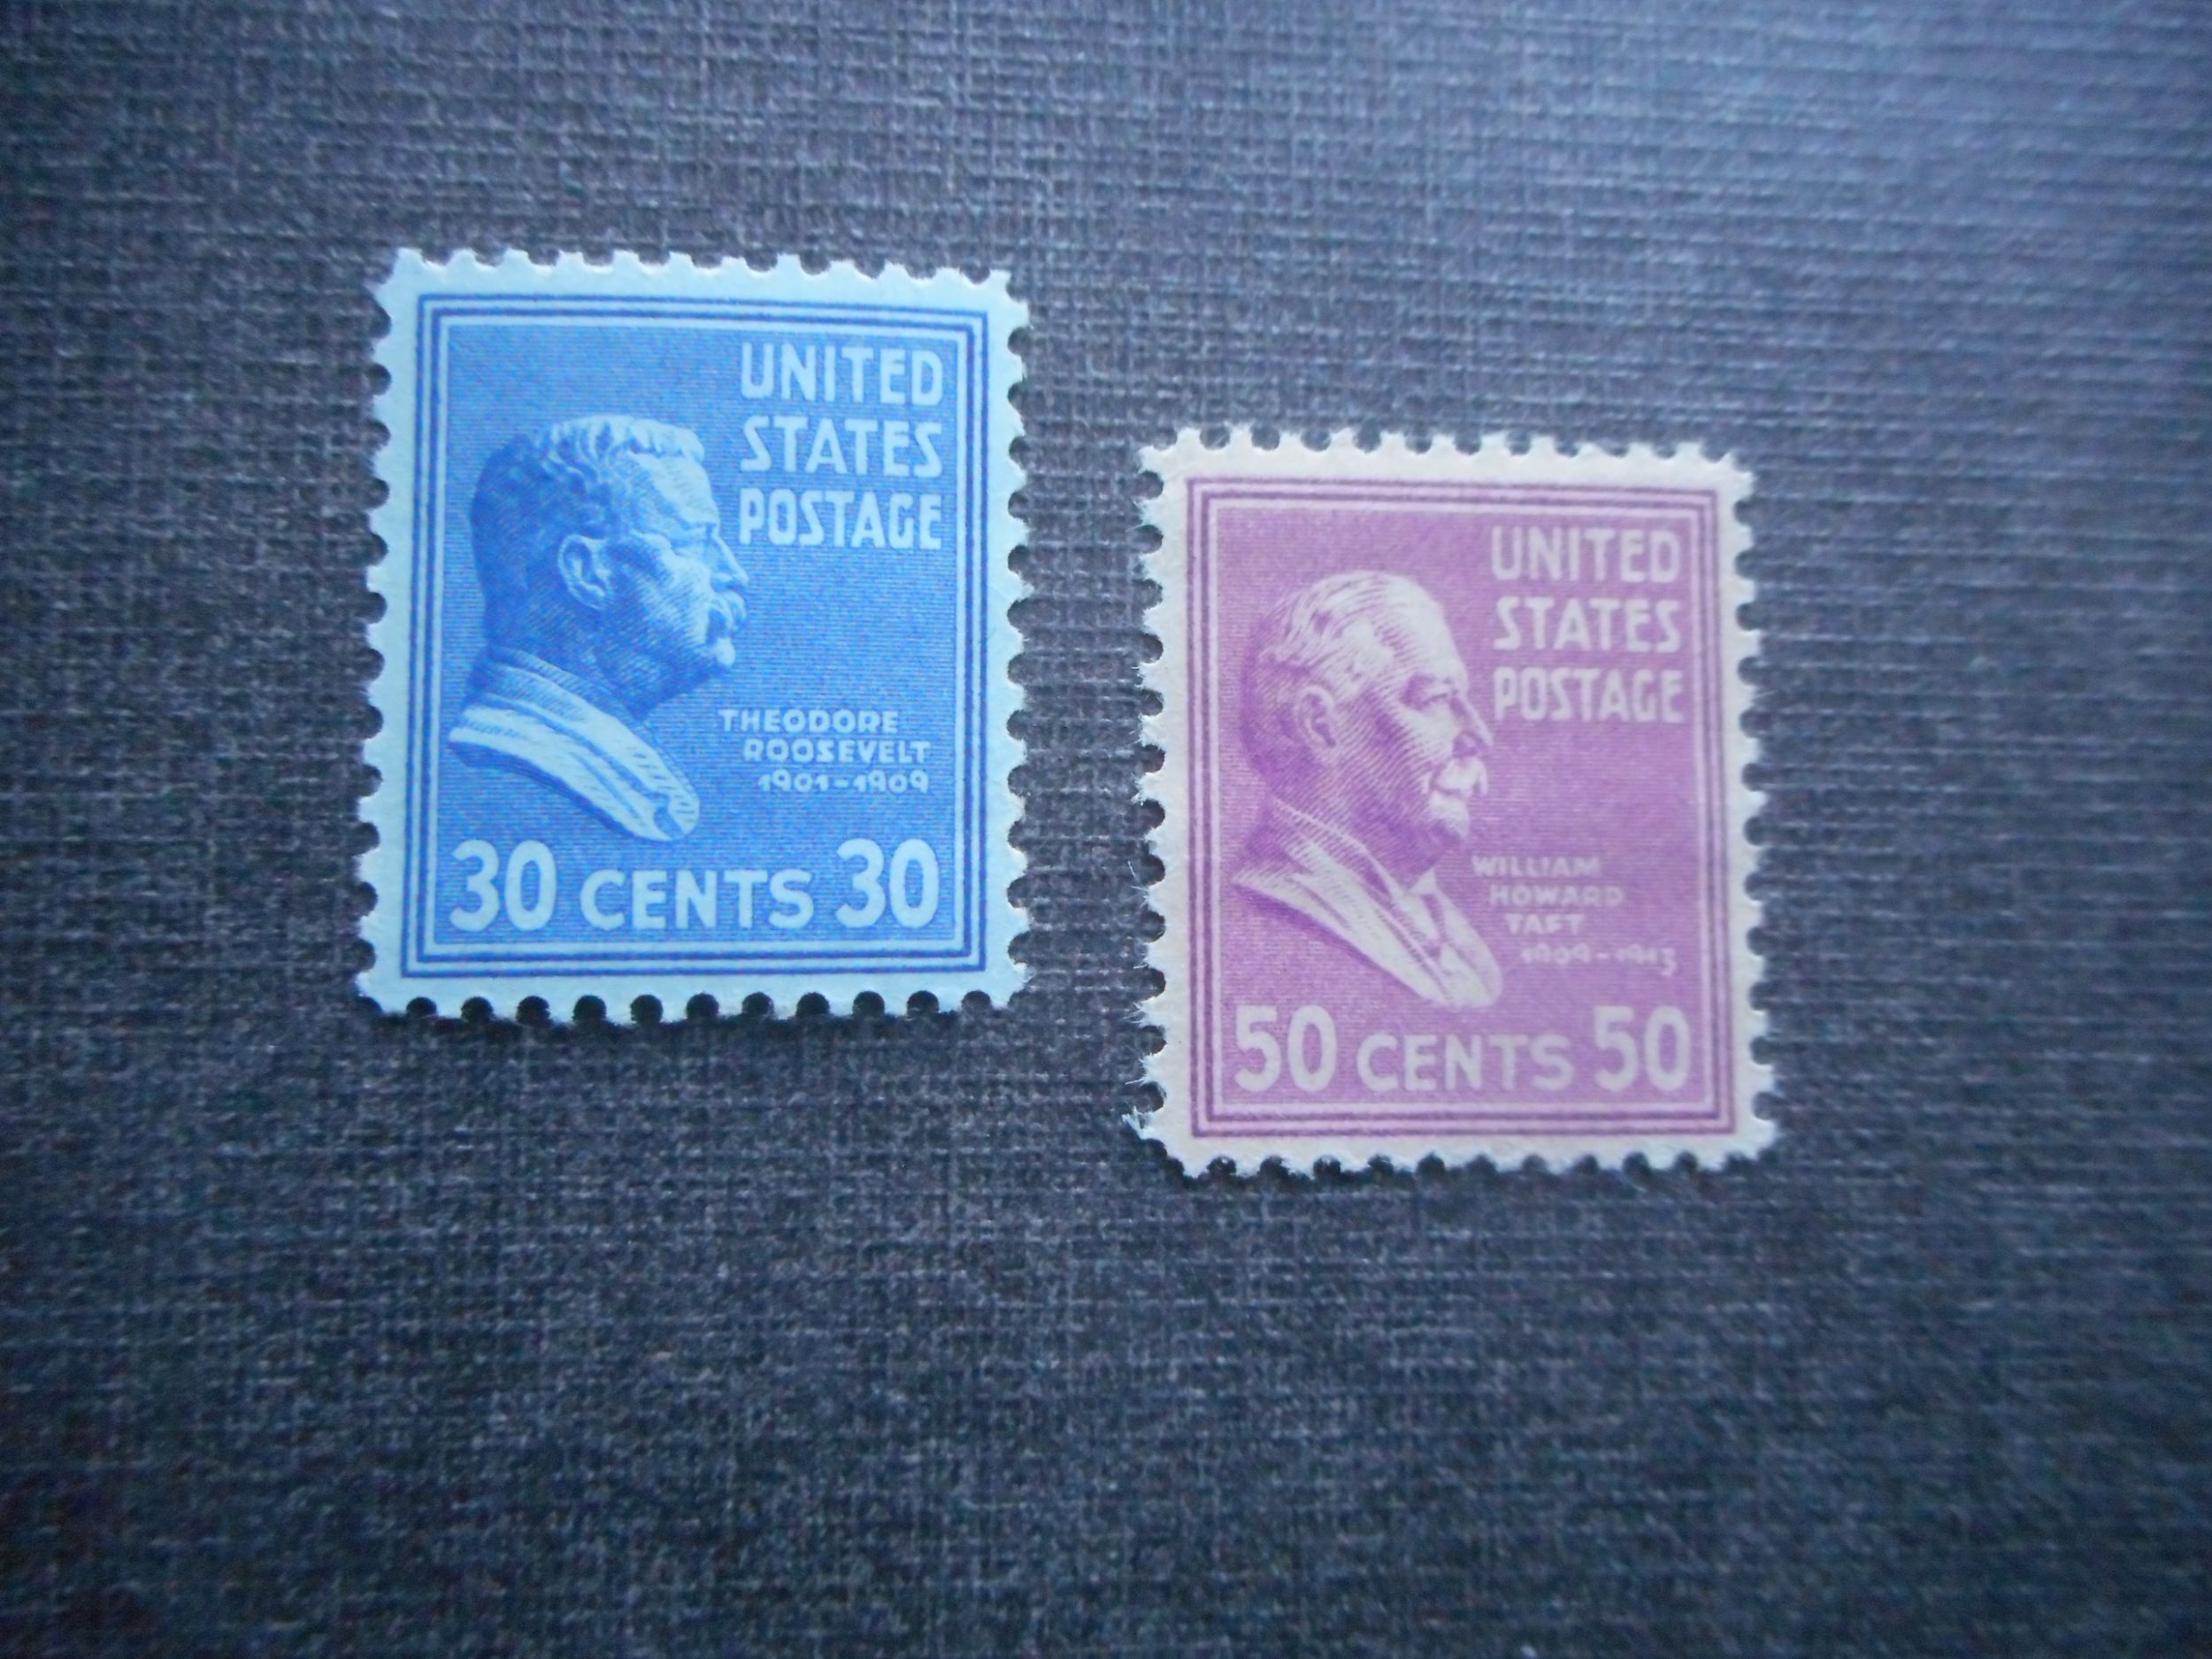 UNITED
STATES
POSTAGE
THEODORE
ROOSEVELT
1901-1909
30 CENTS 30
UNITED
STATES
POSTAGE
WILLIAM
HOWARD
TAFT
1909-1913
50 CENTS 50